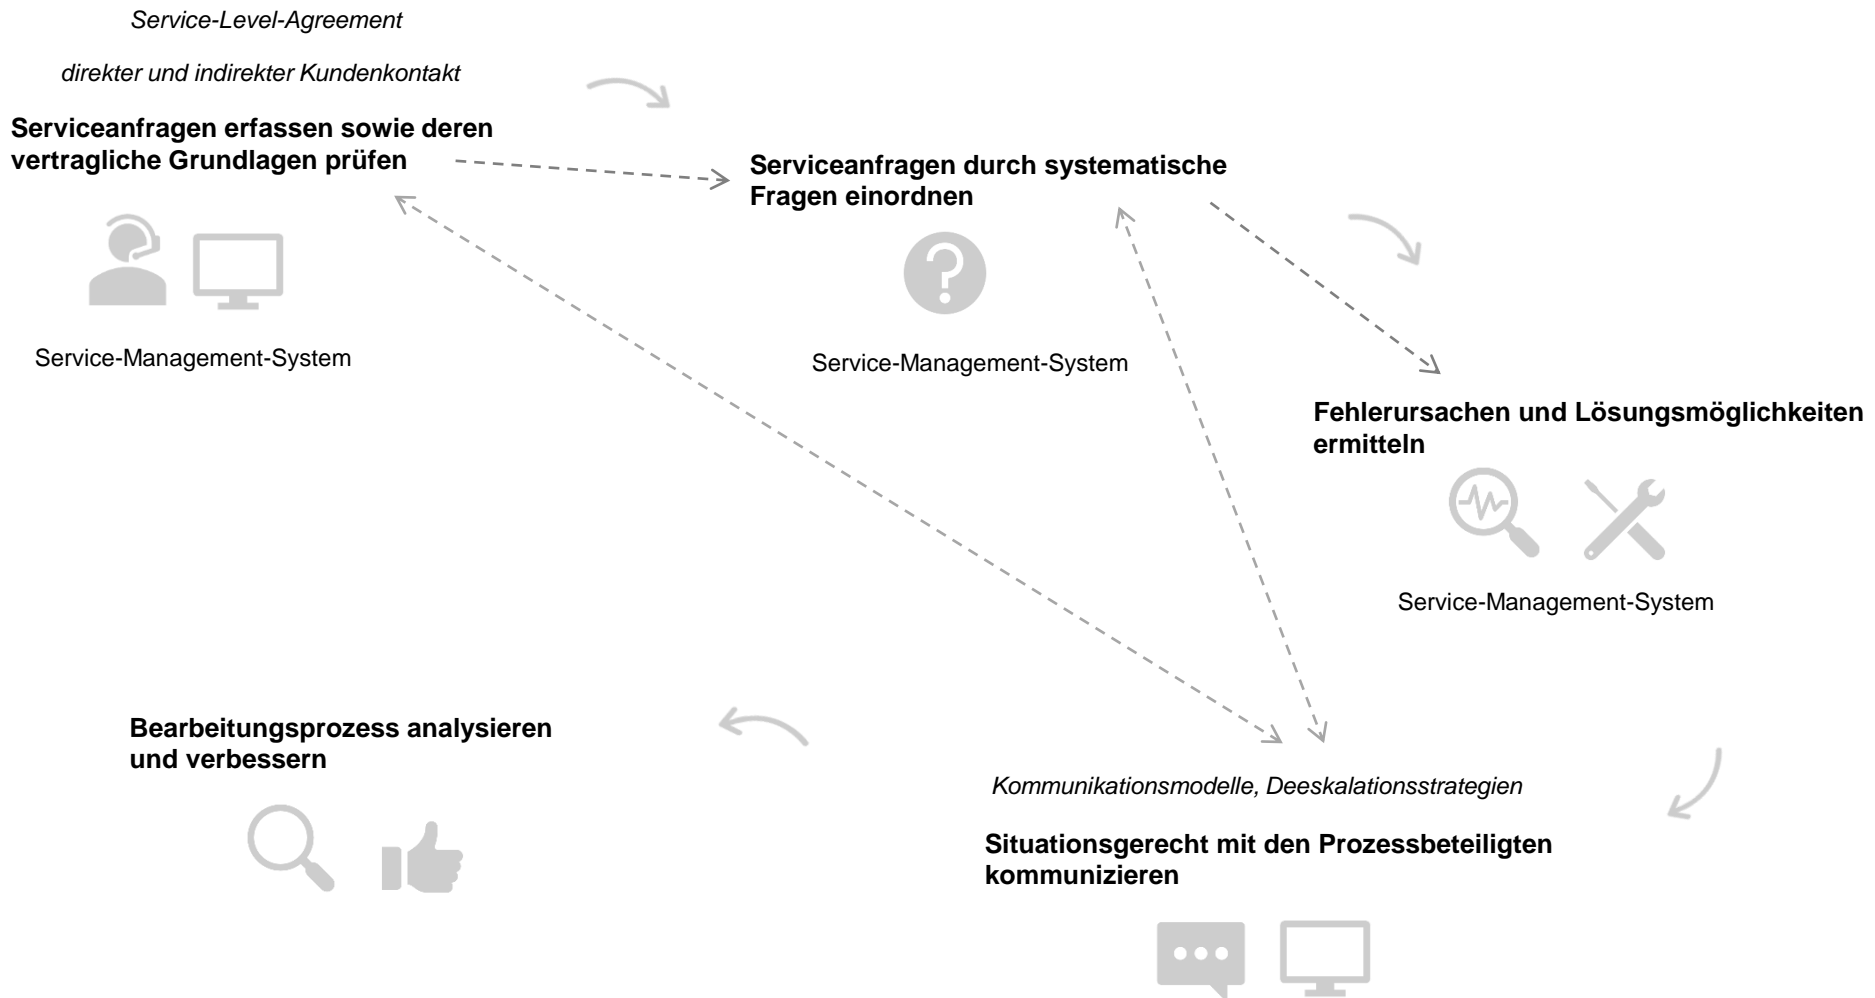 Service-Level-Agreement
direkter und indirekter Kundenkontakt
Serviceanfragen erfassen sowie deren
vertragliche Grundlagen prüfen
Service-Management-System
Serviceanfragen durch systematische
Fragen einordnen
Service-Management-System
Fehlerursachen und Lösungsmöglichkeiten
ermitteln
Service-Management-System
Kommunikationsmodelle, Deeskalationsstrategien
Situationsgerecht mit den Prozessbeteiligten
kommunizieren
Bearbeitungsprozess analysieren
und verbessern